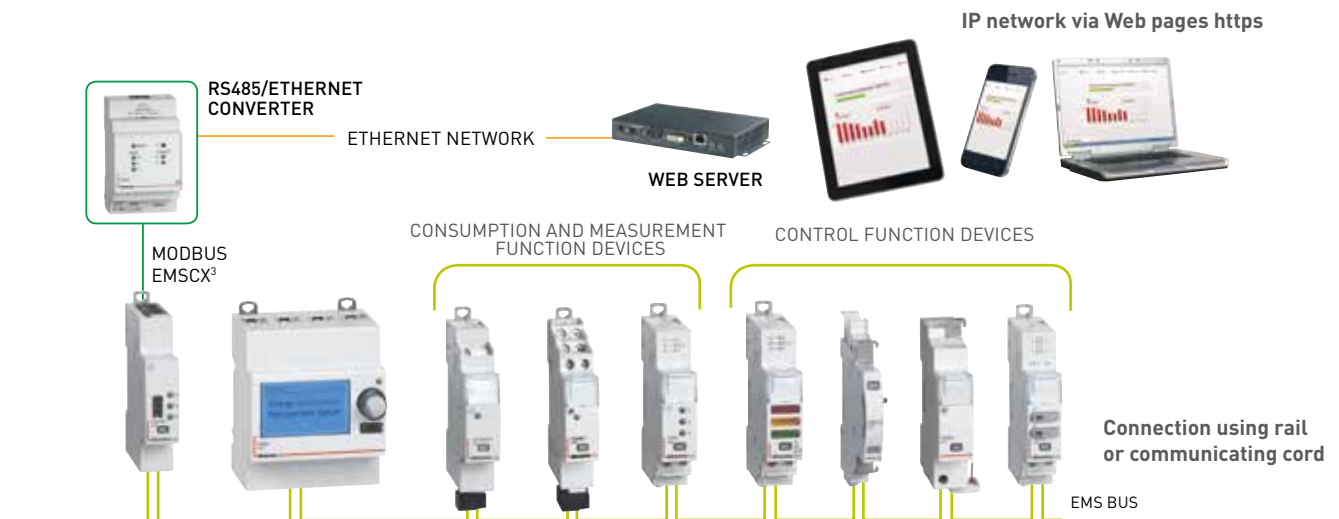 IP network via Web pages https
RS485/ETHERNET
CONVERTER
ETHERNET NETWORK
WEB SERVER
MODBUS
EMSCX³
CONSUMPTION AND MEASUREMENT
FUNCTION DEVICES
CONTROL FUNCTION DEVICES
Connection using rail
or communicating cord
EMS BUS